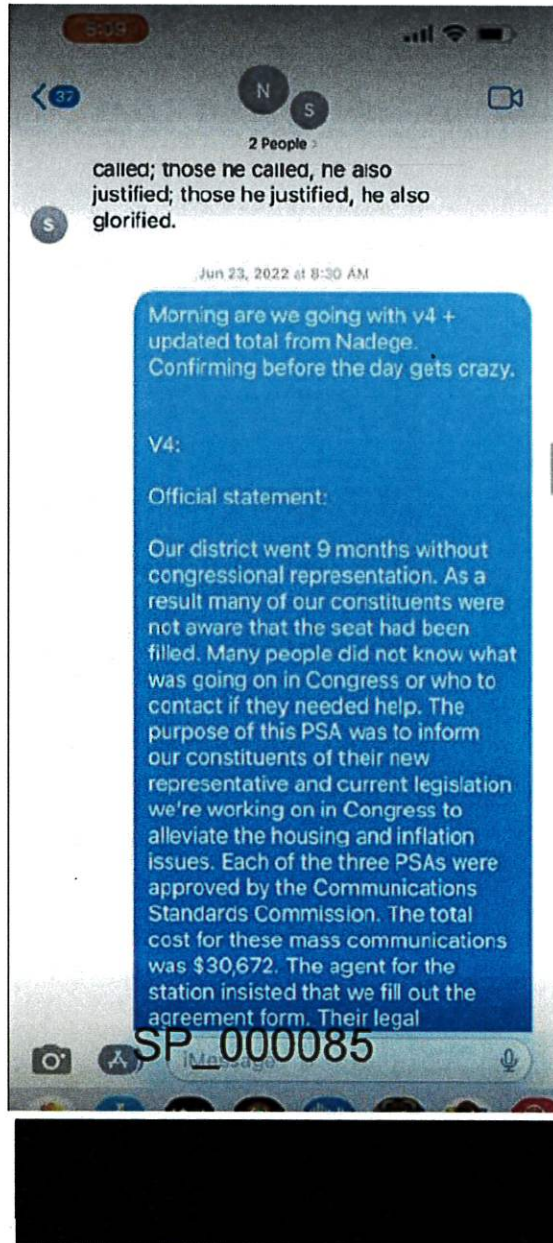 5:09
37
N
S
2 People >
called; those he called, he also
justified; those he justified, he also
glorified.
S
Jun 23, 2022 at 8:30 AM
Morning are we going with v4 +
updated total from Nadege.
Confirming before the day gets crazy.
V4:
Official statement:
Our district went 9 months without
congressional representation. As a
result many of our constituents were
not aware that the seat had been
filled. Many people did not know what
was going on in Congress or who to
contact if they needed help. The
purpose of this PSA was to inform
our constituents of their new
representative and current legislation
we're working on in Congress to
alleviate the housing and inflation
issues. Each of the three PSAs were
approved by the Communications
Standards Commission. The total
cost for these mass communications
was $30,672. The agent for the
station insisted that we fill out the
agreement form. Their legal
SP_000085
iMessage